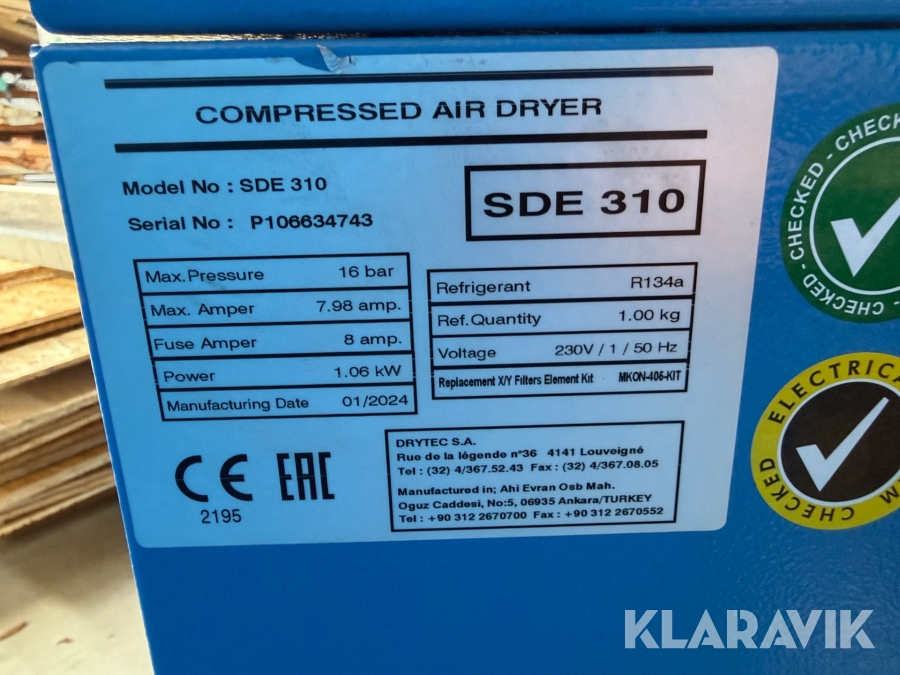 COMPRESSED AIR DRYER
Model No : SDE 310
Serial No : P106634743
SDE 310
Max. Pressure 16 bar
Max. Amper 7.98 amp.
Fuse Amper 8 amp.
Power 1.06 kW
Manufacturing Date 01/2024
Refrigerant R134a
Ref. Quantity 1.00 kg
Voltage 230V / 1 / 50 Hz
Replacement X/Y Filters Element Kit MKON-405-KIT
CE EAC
2195
DRYTEC S.A.
Rue de la légende n°36 4141 Louveigné
Tel : (32) 4/367.52.43 Fax : (32) 4/367.08.05
Manufactured in; Ahi Evran Osb Mah.
Oguz Caddesi, No:5, 06935 Ankara/TURKEY
Tel : +90 312 2670700 Fax : +90 312 2670552
CHECKED - CHECKED - CHECK
ELECTRICA
CHECKED
KLARAVIK